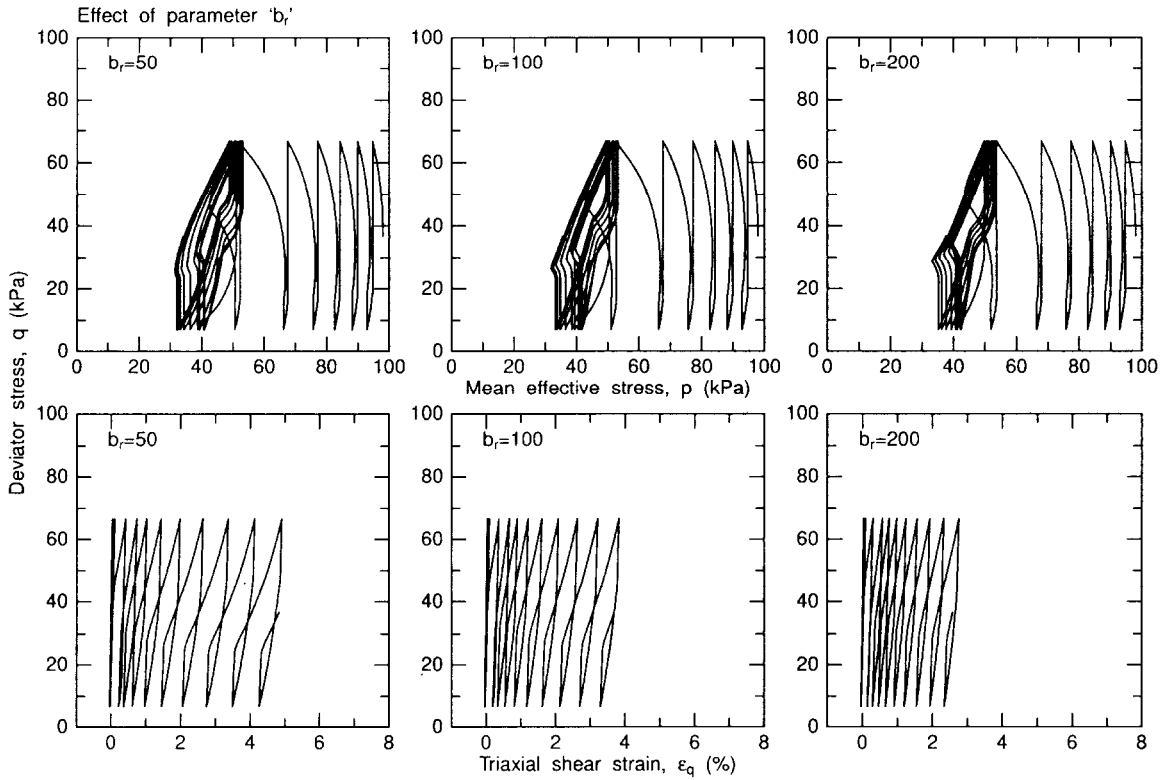 Effect of parameter ‘br’
br=50
br=100
br=200
100
80
60
40
20
0
100
80
60
40
20
0
100
80
60
40
20
0
0 20 40 60 80 100
0 20 40 60 80 100
0 20 40 60 80 100
Mean effective stress, p (kPa)
Deviator stress, q (kPa)
br=50
br=100
br=200
100
80
60
40
20
0
100
80
60
40
20
0
100
80
60
40
20
0
0 2 4 6 8
0 2 4 6 8
0 2 4 6 8
Triaxial shear strain, εq (%)